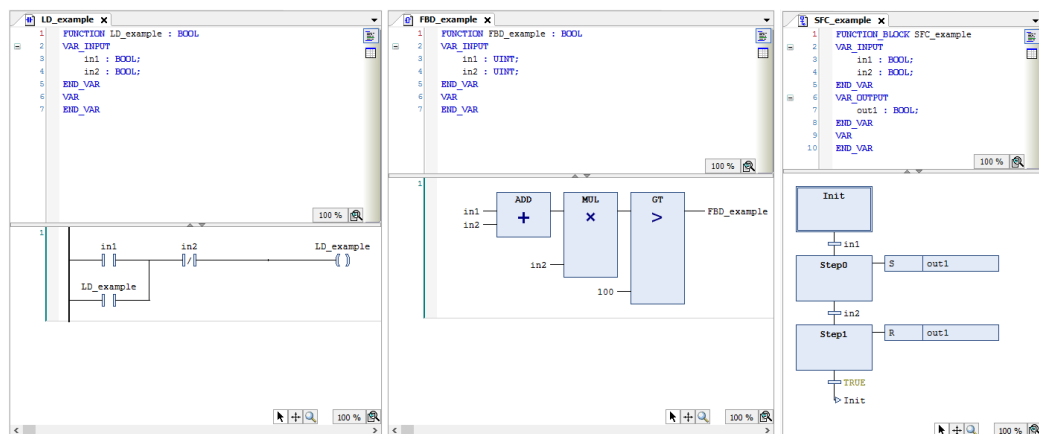 LD_example
1 FUNCTION LD_example : BOOL
2 VAR_INPUT
3 in1 : BOOL;
4 in2 : BOOL;
5 END_VAR
6 VAR
7 END_VAR
100 %
1
in1 in2 LD_example
LD_example
100 %
FBD_example
1 FUNCTION FBD_example : BOOL
2 VAR_INPUT
3 in1 : UINT;
4 in2 : UINT;
5 END_VAR
6 VAR
7 END_VAR
100 %
1
ADD MUL GT
in1 + × > FBD_example
in2
in2
100
100 %
SFC_example
1 FUNCTION_BLOCK SFC_example
2 VAR_INPUT
3 in1 : BOOL;
4 in2 : BOOL;
5 END_VAR
6 VAR_OUTPUT
7 out1 : BOOL;
8 END_VAR
9 VAR
10 END_VAR
100 %
Init
in1
Step0 S out1
in2
Step1 R out1
TRUE
Init
100 %